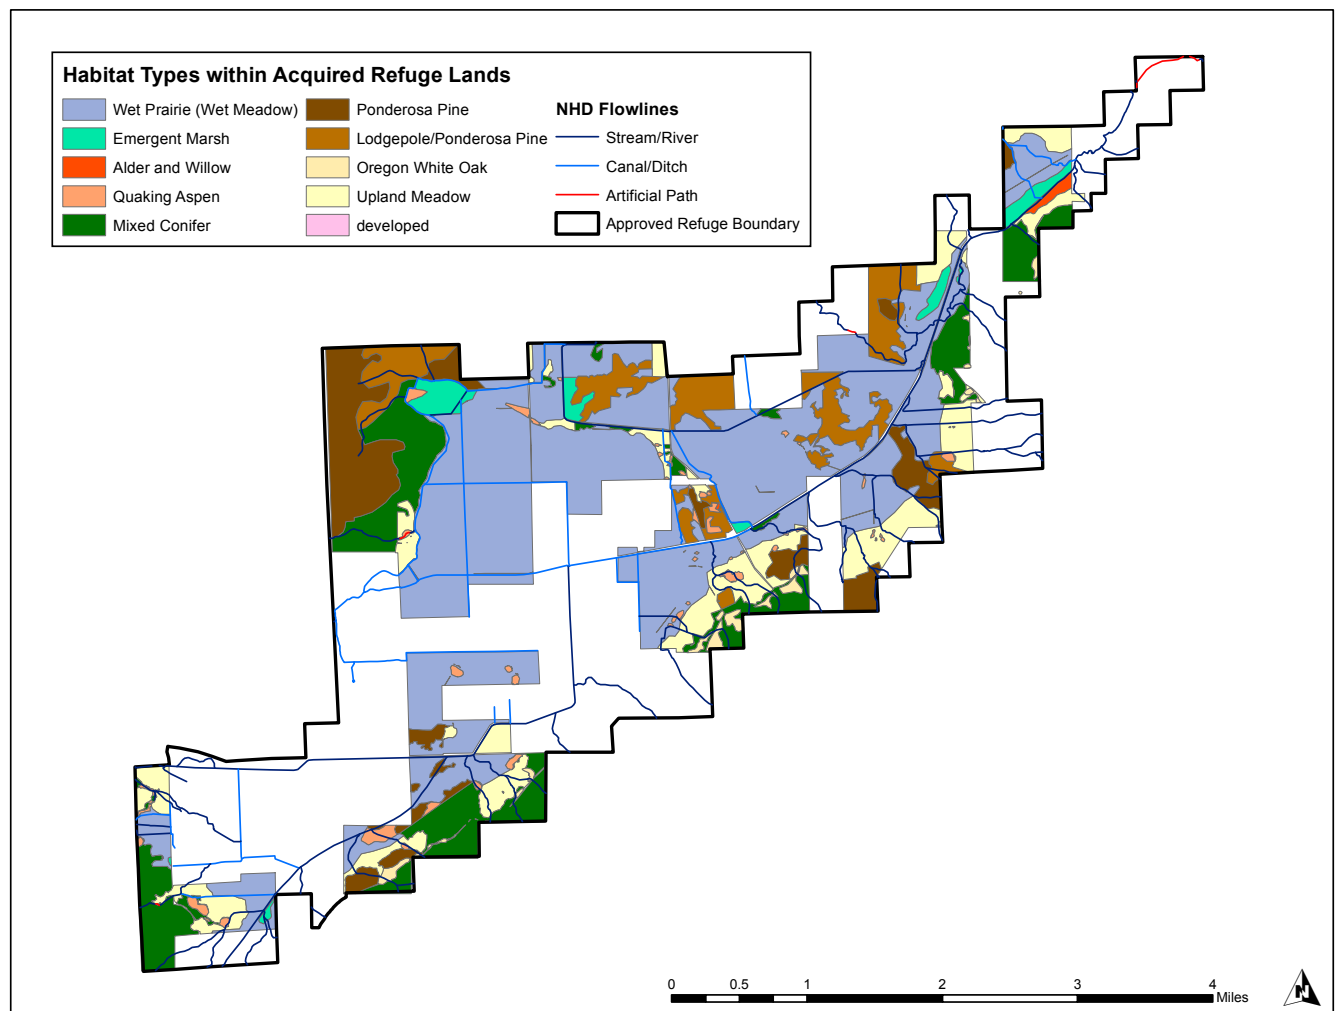 Habitat Types within Acquired Refuge Lands
Wet Prairie (Wet Meadow)
Emergent Marsh
Alder and Willow
Quaking Aspen
Mixed Conifer
Ponderosa Pine
Lodgepole/Ponderosa Pine
Oregon White Oak
Upland Meadow
developed
NHD Flowlines
Stream/River
Canal/Ditch
Artificial Path
Approved Refuge Boundary
0 0.5 1 2 3 4
Miles
N